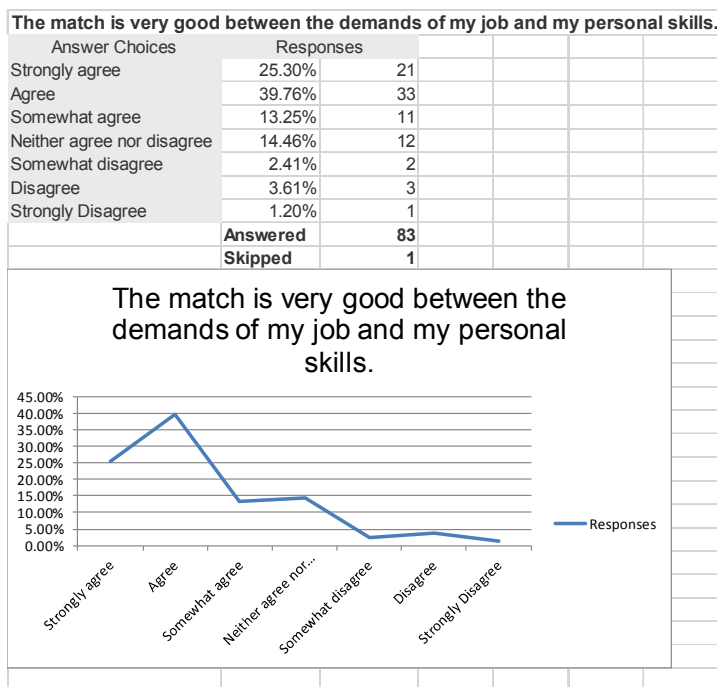 The match is very good between the demands of my job and my personal skills.
Answer Choices Responses
Strongly agree 25.30% 21
Agree 39.76% 33
Somewhat agree 13.25% 11
Neither agree nor disagree 14.46% 12
Somewhat disagree 2.41% 2
Disagree 3.61% 3
Strongly Disagree 1.20% 1
Answered 83
Skipped 1
The match is very good between the
demands of my job and my personal
skills.
45.00%
40.00%
35.00%
30.00%
25.00%
20.00%
15.00%
10.00%
5.00%
0.00%
Responses
Strongly agree
Agree
Somewhat agree
Neither agree nor...
Somewhat disagree
Disagree
Strongly Disagree